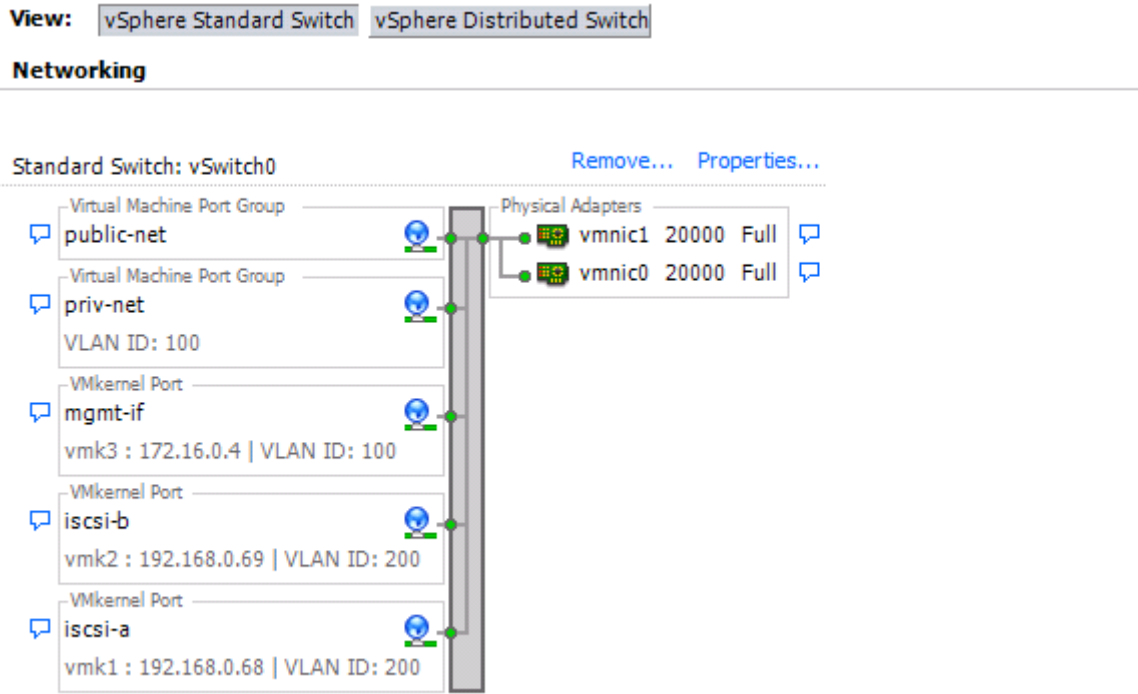 View: vSphere Standard Switch vSphere Distributed Switch
Networking
Standard Switch: vSwitch0 Remove... Properties...
Virtual Machine Port Group
public-net
Physical Adapters
vmnic1 20000 Full
vmnic0 20000 Full
Virtual Machine Port Group
priv-net
VLAN ID: 100
VMkernel Port
mgmt-if
vmk3 : 172.16.0.4 | VLAN ID: 100
VMkernel Port
iscsi-b
vmk2 : 192.168.0.69 | VLAN ID: 200
VMkernel Port
iscsi-a
vmk1 : 192.168.0.68 | VLAN ID: 200